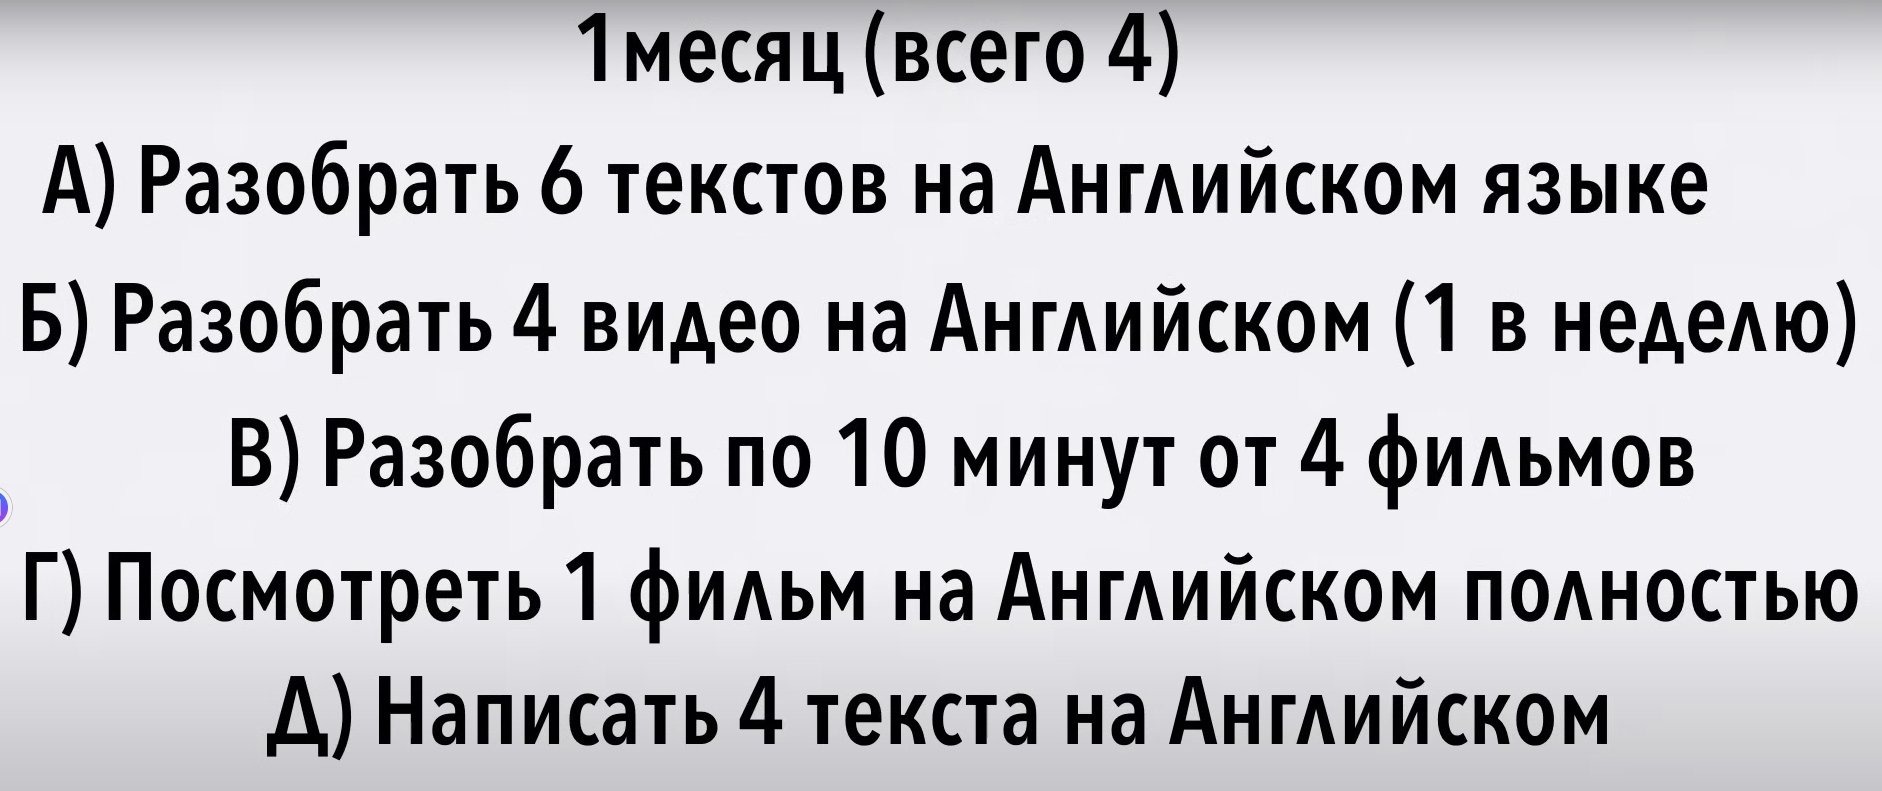 1месяц (всего 4)
А) Разобрать 6 текстов на Английском языке
Б) Разобрать 4 видео на Английском (1 в неделю)
В) Разобрать по 10 минут от 4 фильмов
Г) Посмотреть 1 фильм на Английском полностью
Д) Написать 4 текста на Английском